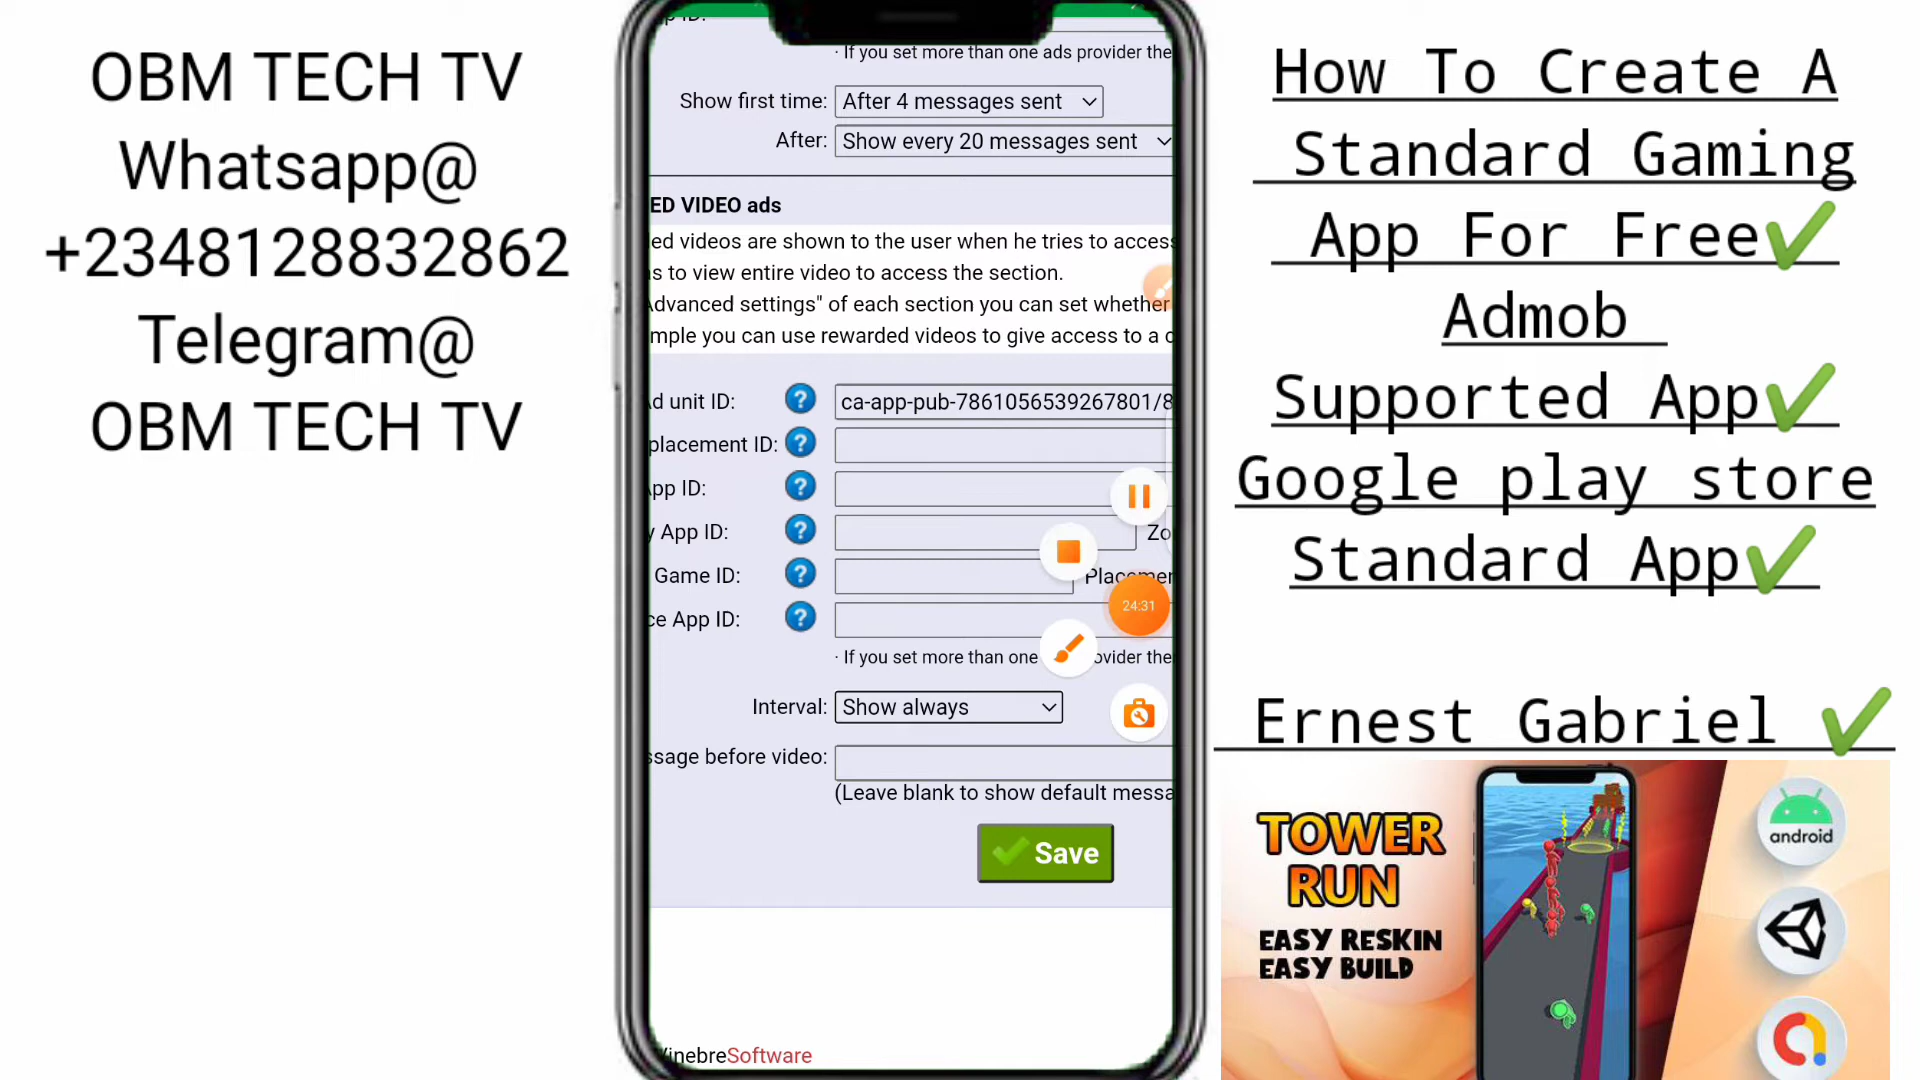 OBM TECH TV
Whatsapp@
+2348128832862
Telegram@
OBM TECH TV
· If you set more than one ads provider the
Show first time: After 4 messages sent
After: Show every 20 messages sent
ED VIDEO ads
ed videos are shown to the user when he tries to access
s to view entire video to access the section.
Advanced settings" of each section you can set whether
mple you can use rewarded videos to give access to a c
d unit ID: ? ca-app-pub-7861056539267801/8
placement ID: ?
pp ID: ?
y App ID: ? Zo
Game ID: ? Placemen
ce App ID: ?
24:31
· If you set more than one ovider the
Interval: Show always
ssage before video:
(Leave blank to show default messa
Save
inebreSoftware
How To Create A
Standard Gaming
App For Free✔
Admob
Supported App✔
Google play store
Standard App✔
Ernest Gabriel ✔
TOWER
RUN
EASY RESKIN
EASY BUILD
android